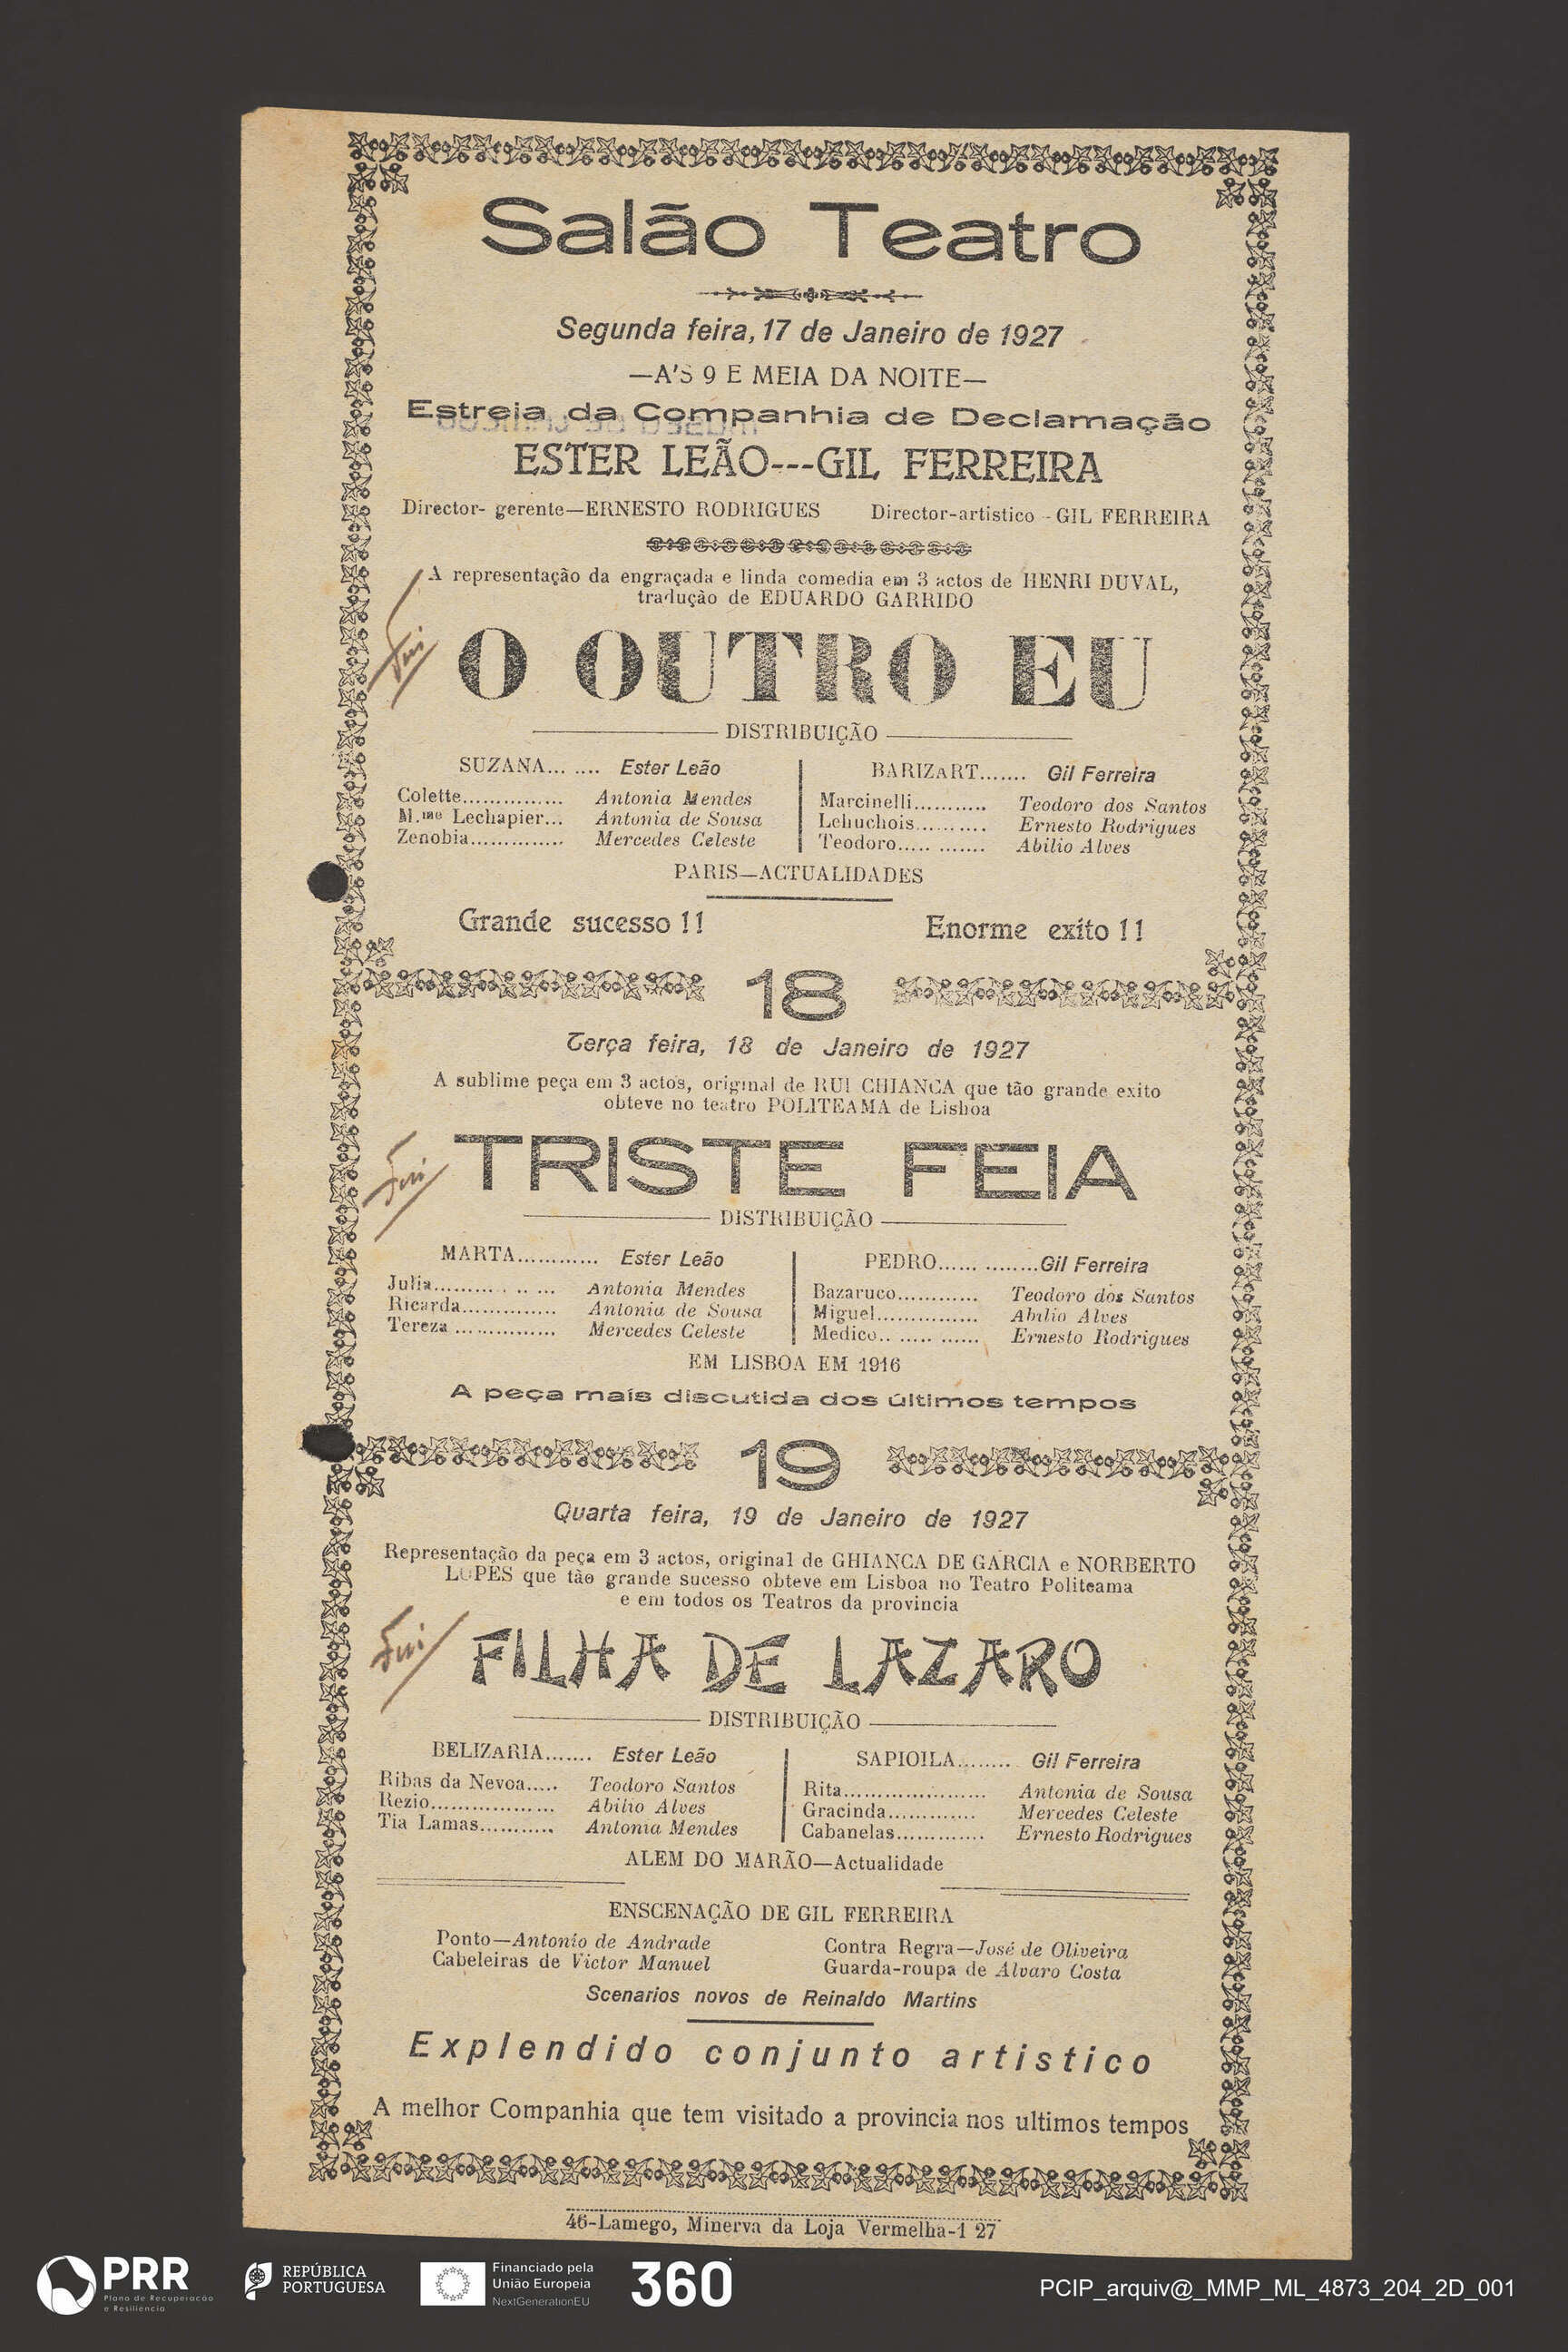 Salão Teatro
Segunda feira, 17 de Janeiro de 1927
—A'S 9 E MEIA DA NOITE—
Estreia da Companhia de Declamação
ESTER LEÃO---GIL FERREIRA
Director- gerente—ERNESTO RODRIGUES Director-artistico - GIL FERREIRA
A representação da engraçada e linda comedia em 3 actos de HENRI DUVAL,
tradução de EDUARDO GARRIDO
Fui
O OUTRO EU
DISTRIBUIÇÃO
SUZANA... .... Ester Leão
Colette............... Antonia Mendes
M.me Lechapier... Antonia de Sousa
Zenobia.............. Mercedes Celeste
BARIZART....... Gil Ferreira
Marcinelli........... Teodoro dos Santos
Lebuchois.......... Ernesto Rodrigues
Teodoro..... ....... Abilio Alves
PARIS—ACTUALIDADES
Grande sucesso !! Enorme exito !!
18
Terça feira, 18 de Janeiro de 1927
A sublime peça em 3 actos, original de RUI CHIANCA que tão grande exito
obteve no teatro POLITEAMA de Lisboa
Fui
TRISTE FEIA
DISTRIBUIÇÃO
MARTA............ Ester Leão
Julia.......... . .. ... Antonia Mendes
Ricarda.............. Antonia de Sousa
Tereza ............... Mercedes Celeste
PEDRO...... ........Gil Ferreira
Bazaruco............ Teodoro dos Santos
Miguel............... Abilio Alves
Medico.. ..... ...... Ernesto Rodrigues
EM LISBOA EM 1916
A peça mais discutida dos últimos tempos
19
Quarta feira, 19 de Janeiro de 1927
Representação da peça em 3 actos, original de GHIANCA DE GARCIA e NORBERTO
LOPES que tão grande sucesso obteve em Lisboa no Teatro Politeama
e em todos os Teatros da provincia
Fui
FILHA DE LAZARO
DISTRIBUIÇÃO
BELIZARIA....... Ester Leão
Ribas da Nevoa..... Teodoro Santos
Rezio.................. Abilio Alves
Tia Lamas........... Antonia Mendes
SAPIOILA........ Gil Ferreira
Rita..................... Antonia de Sousa
Gracinda............. Mercedes Celeste
Cabanelas............. Ernesto Rodrigues
ALEM DO MARÃO—Actualidade
ENSCENAÇÃO DE GIL FERREIRA
Ponto—Antonio de Andrade Contra Regra—José de Oliveira
Cabeleiras de Victor Manuel Guarda-roupa de Alvaro Costa
Scenarios novos de Reinaldo Martins
Explendido conjunto artistico
A melhor Companhia que tem visitado a provincia nos ultimos tempos
46-Lamego, Minerva da Loja Vermelha-1 27
PRR
Plano de Recuperação
e Resiliência
REPÚBLICA
PORTUGUESA
Financiado pela
União Europeia
NextGenerationEU
360
PCIP_arquiv@_MMP_ML_4873_204_2D_001